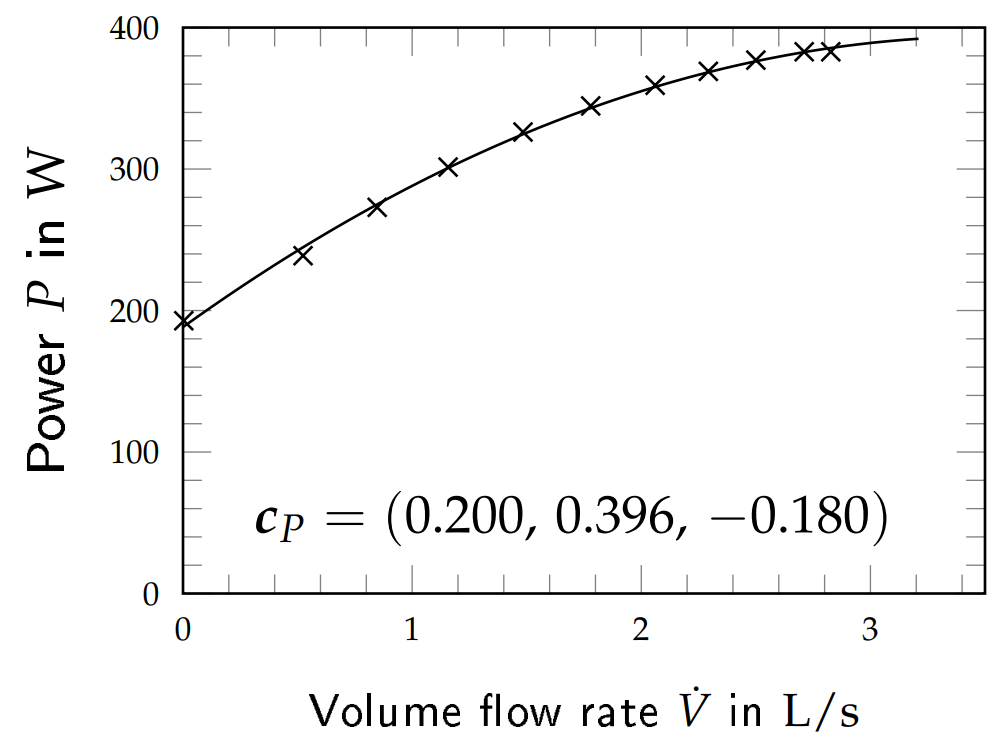 400
300
200
100
0
Power P in W
c_P = (0.200, 0.396, −0.180)
0 1 2 3
Volume flow rate V̇ in L/s